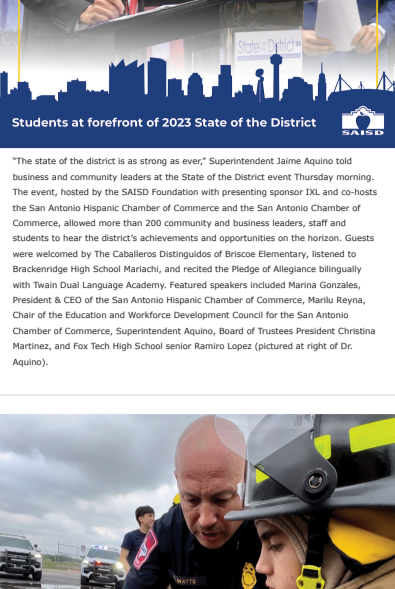 State of the District
Students at forefront of 2023 State of the District
SAISD
“The state of the district is as strong as ever,” Superintendent Jaime Aquino told
business and community leaders at the State of the District event Thursday morning.
The event, hosted by the SAISD Foundation with presenting sponsor IXL and co-hosts
the San Antonio Hispanic Chamber of Commerce and the San Antonio Chamber of
Commerce, allowed more than 200 community and business leaders, staff and
students to hear the district’s achievements and opportunities on the horizon. Guests
were welcomed by The Caballeros Distinguidos of Briscoe Elementary, listened to
Brackenridge High School Mariachi, and recited the Pledge of Allegiance bilingually
with Twain Dual Language Academy. Featured speakers included Marina Gonzales,
President & CEO of the San Antonio Hispanic Chamber of Commerce, Marilu Reyna,
Chair of the Education and Workforce Development Council for the San Antonio
Chamber of Commerce, Superintendent Aquino, Board of Trustees President Christina
Martinez, and Fox Tech High School senior Ramiro Lopez (pictured at right of Dr.
Aquino).
WATTS